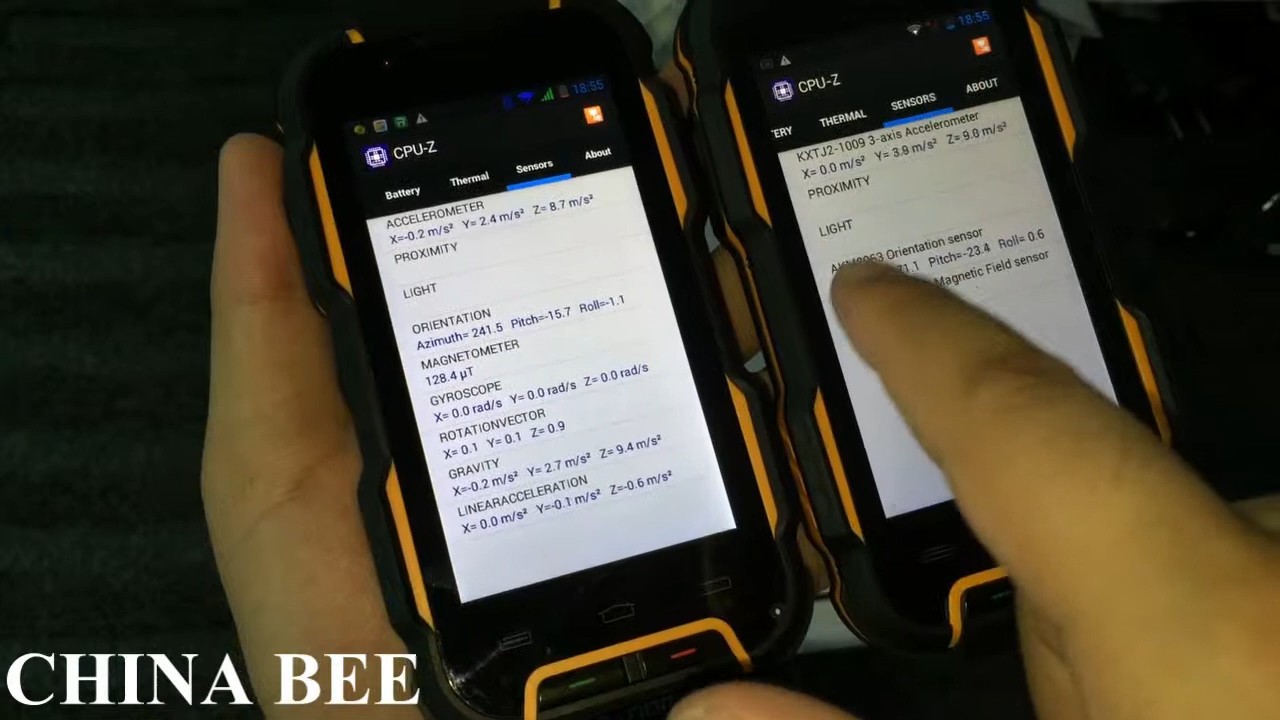 18:55
CPU-Z
Battery Thermal Sensors About
ACCELEROMETER
X=-0.2 m/s² Y= 2.4 m/s² Z= 8.7 m/s²
PROXIMITY
LIGHT
ORIENTATION
Azimuth= 241.5 Pitch=-15.7 Roll=-1.1
MAGNETOMETER
128.4 µT
GYROSCOPE
X= 0.0 rad/s Y= 0.0 rad/s Z= 0.0 rad/s
ROTATIONVECTOR
X= 0.1 Y= 0.1 Z= 0.9
GRAVITY
X=-0.2 m/s² Y= 2.7 m/s² Z= 9.4 m/s²
LINEARACCELERATION
X= 0.0 m/s² Y=-0.1 m/s² Z=-0.6 m/s²
18:55
CPU-Z
TERY THERMAL SENSORS ABOUT
KXTJ2-1009 3-axis Accelerometer
X= 0.0 m/s² Y= 3.8 m/s² Z= 9.8 m/s²
PROXIMITY
LIGHT
Orientation sensor
71.1 Pitch=-23.4 Roll= 0.6
Magnetic Field sensor
CHINA BEE